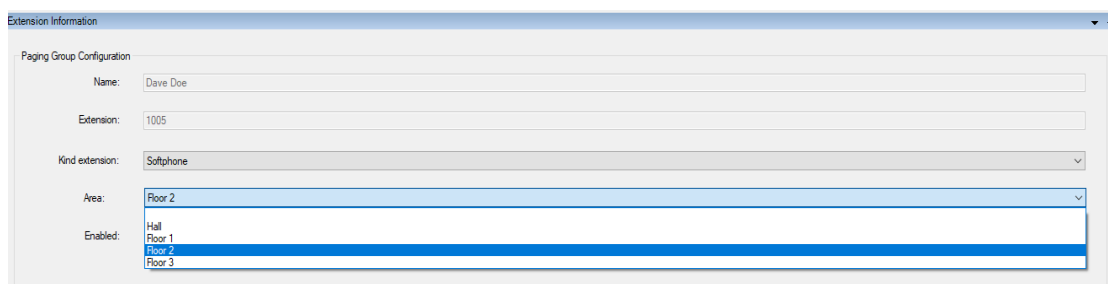 Extension Information
Paging Group Configuration
Name: Dave Doe
Extension: 1005
Kind extension: Softphone
Area: Floor 2
Hall
Enabled: Floor 1
Floor 2
Floor 3